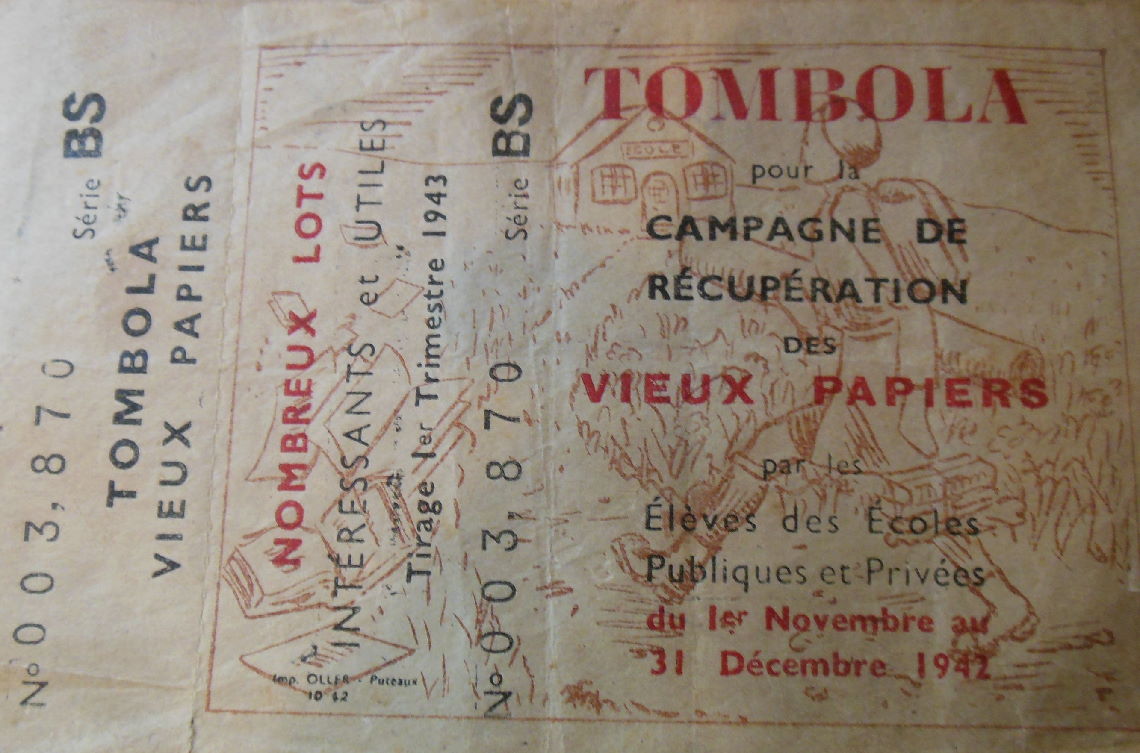 Nº 003,870 Série BS
TOMBOLA
VIEUX PAPIERS
NOMBREUX LOTS
INTÉRESSANTS et UTILES
Tirage 1er Trimestre 1943
Nº 003,870 Série BS
Imp. OLLER - Puteaux
10 42
ECOLE
TOMBOLA
pour la
CAMPAGNE DE
RÉCUPÉRATION
DES
VIEUX PAPIERS
par les
Élèves des Écoles
Publiques et Privées
du 1er Novembre au
31 Décembre 1942